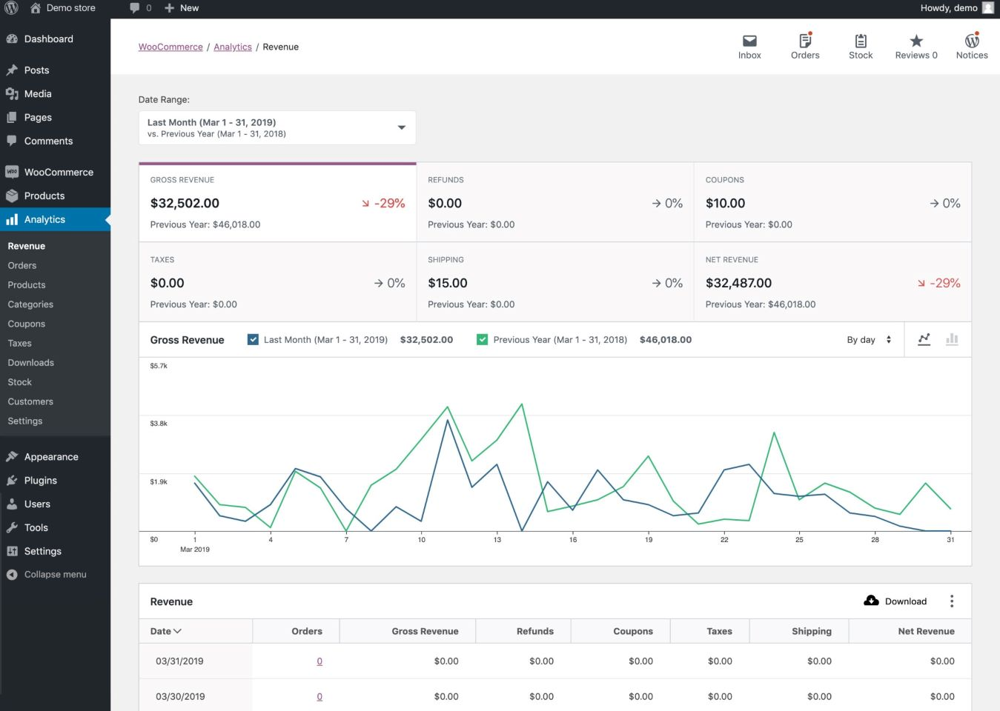 Demo store 0 New Howdy, demo
Dashboard
Posts
Media
Pages
Comments
WooCommerce
Products
Analytics
Revenue
Orders
Products
Categories
Coupons
Taxes
Downloads
Stock
Customers
Settings
Appearance
Plugins
Users
Tools
Settings
Collapse menu
WooCommerce / Analytics / Revenue
Inbox Orders Stock Reviews 0 Notices
Date Range:
Last Month (Mar 1 - 31, 2019)
vs. Previous Year (Mar 1 - 31, 2018)
GROSS REVENUE
$32,502.00 -29%
Previous Year: $46,018.00
REFUNDS
$0.00 0%
Previous Year: $0.00
COUPONS
$10.00 0%
Previous Year: $0.00
TAXES
$0.00 0%
Previous Year: $0.00
SHIPPING
$15.00 0%
Previous Year: $0.00
NET REVENUE
$32,487.00 -29%
Previous Year: $46,018.00
Gross Revenue Last Month (Mar 1 - 31, 2019) $32,502.00 Previous Year (Mar 1 - 31, 2018) $46,018.00 By day
$5.7k
$3.8k
$1.9k
$0 1 4 7 10 13 16 19 22 25 28 31
Mar 2019
Revenue Download
Date Orders Gross Revenue Refunds Coupons Taxes Shipping Net Revenue
03/31/2019 0 $0.00 $0.00 $0.00 $0.00 $0.00 $0.00
03/30/2019 0 $0.00 $0.00 $0.00 $0.00 $0.00 $0.00